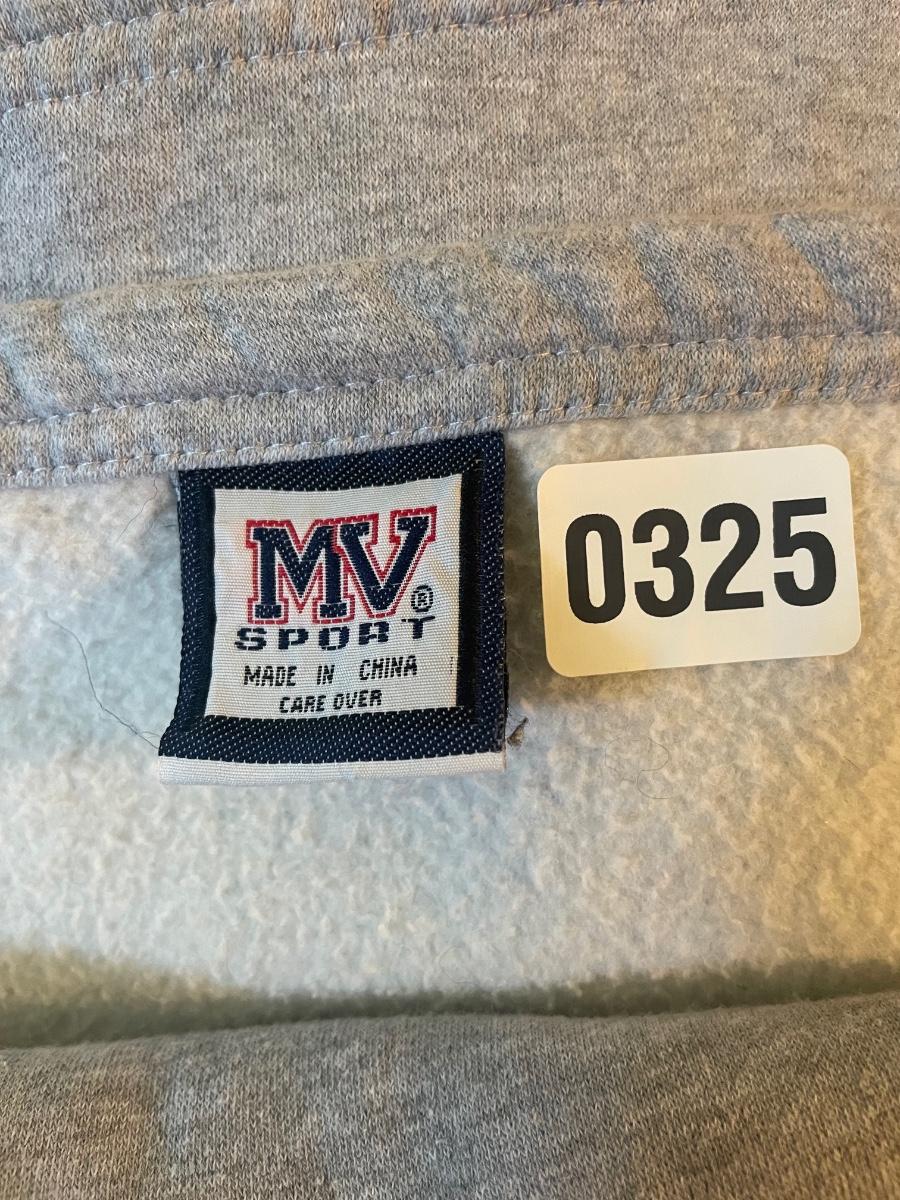 MV®
SPORT
MADE IN CHINA
CARE OVER
0325